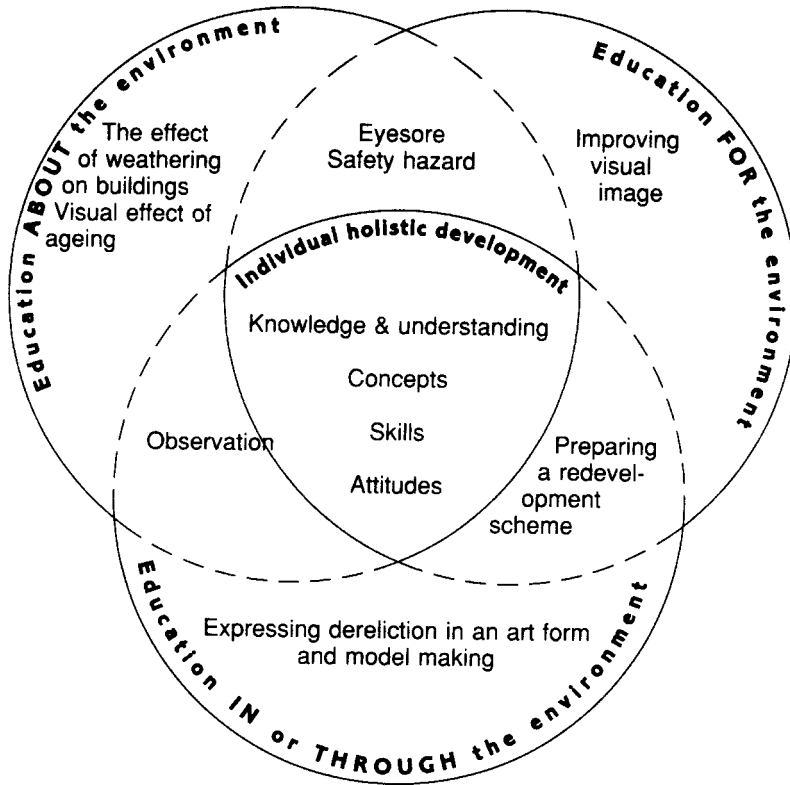 Education ABOUT the environment
Education FOR the environment
The effect
of weathering
on buildings
Visual effect of
ageing
Eyesore
Safety hazard
Improving
visual
image
Individual holistic development
Knowledge & understanding
Concepts
Skills
Attitudes
Observation
Preparing
a redevel-
opment
scheme
Expressing dereliction in an art form
and model making
Education IN or THROUGH the environment